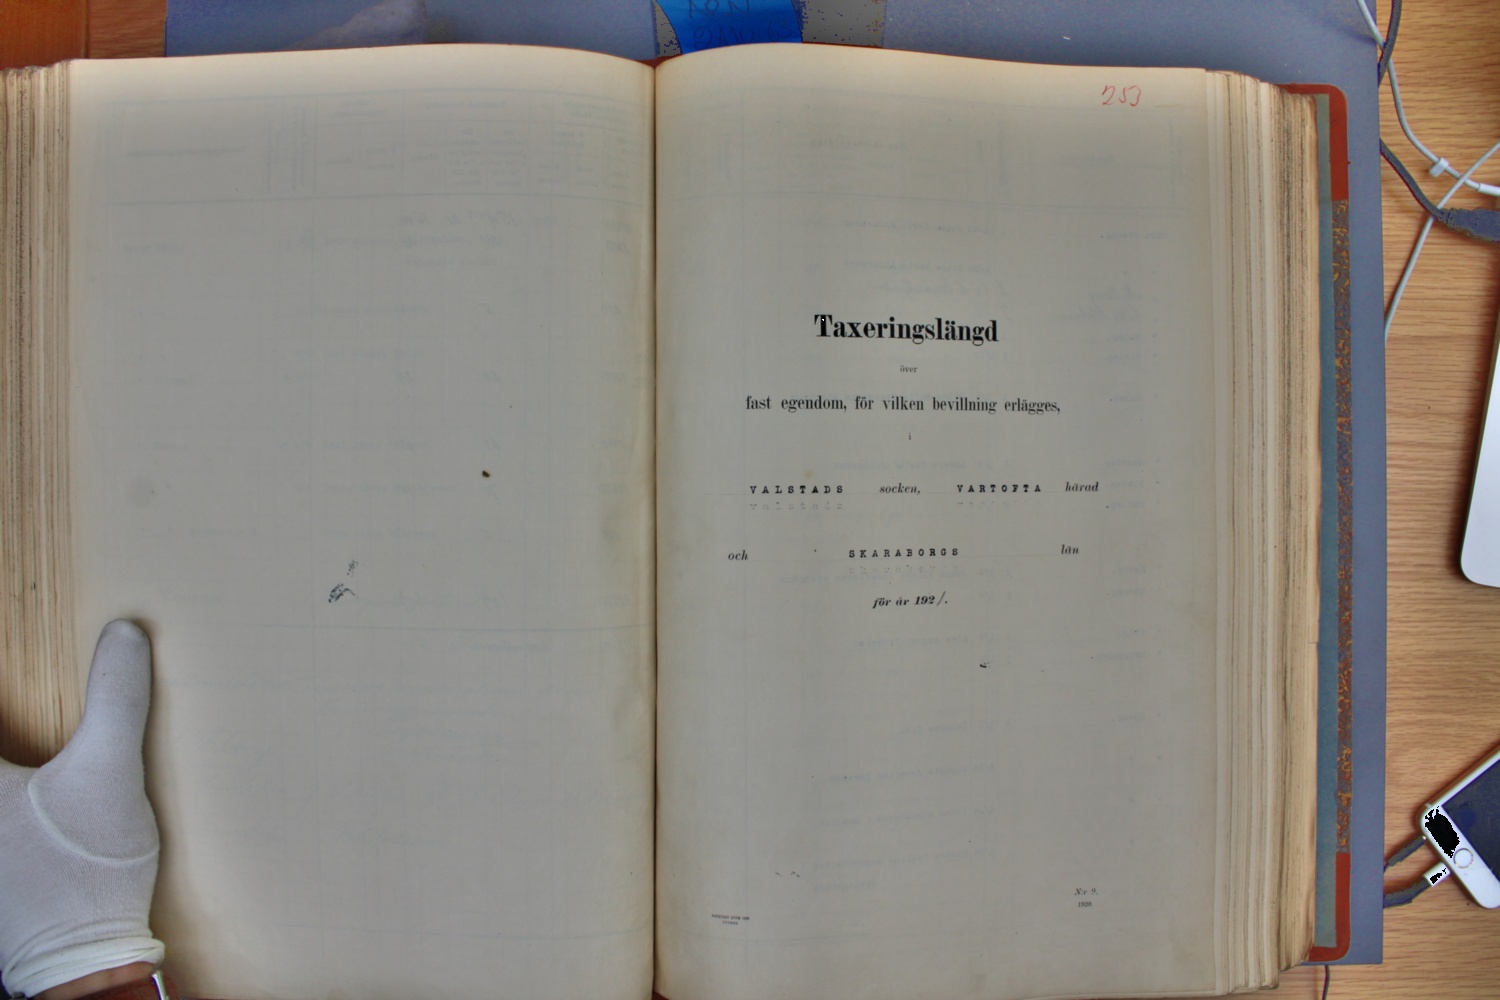 253
Taxeringslängd
över
fast egendom, för vilken bevillning erlägges,
i
VALSTADS socken, VARTOFTA härad
och SKARABORGS län
för år 192/.
N:r 9.
1920